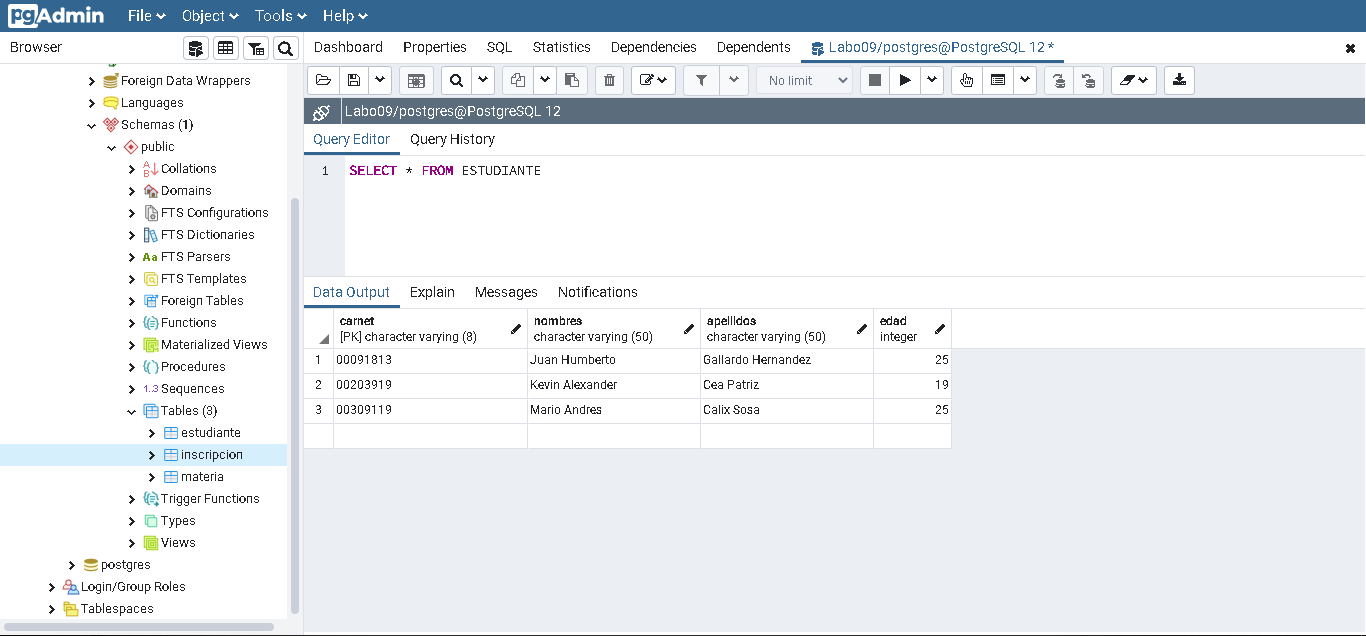 pgAdmin File Object Tools Help
Browser
Dashboard Properties SQL Statistics Dependencies Dependents Labo09/postgres@PostgreSQL 12 *
No limit
Labo09/postgres@PostgreSQL 12
Query Editor Query History
1 SELECT * FROM ESTUDIANTE
Foreign Data Wrappers
Languages
Schemas (1)
public
Collations
Domains
FTS Configurations
FTS Dictionaries
Aa FTS Parsers
FTS Templates
Foreign Tables
Functions
Materialized Views
Procedures
1.3 Sequences
Tables (3)
estudiante
inscripcion
materia
Trigger Functions
Types
Views
postgres
Login/Group Roles
Tablespaces
Data Output Explain Messages Notifications
carnet nombres apellidos edad
[PK] character varying (8) character varying (50) character varying (50) integer
1 00091813 Juan Humberto Gallardo Hernandez 25
2 00203919 Kevin Alexander Cea Patriz 19
3 00309119 Mario Andres Calix Sosa 25